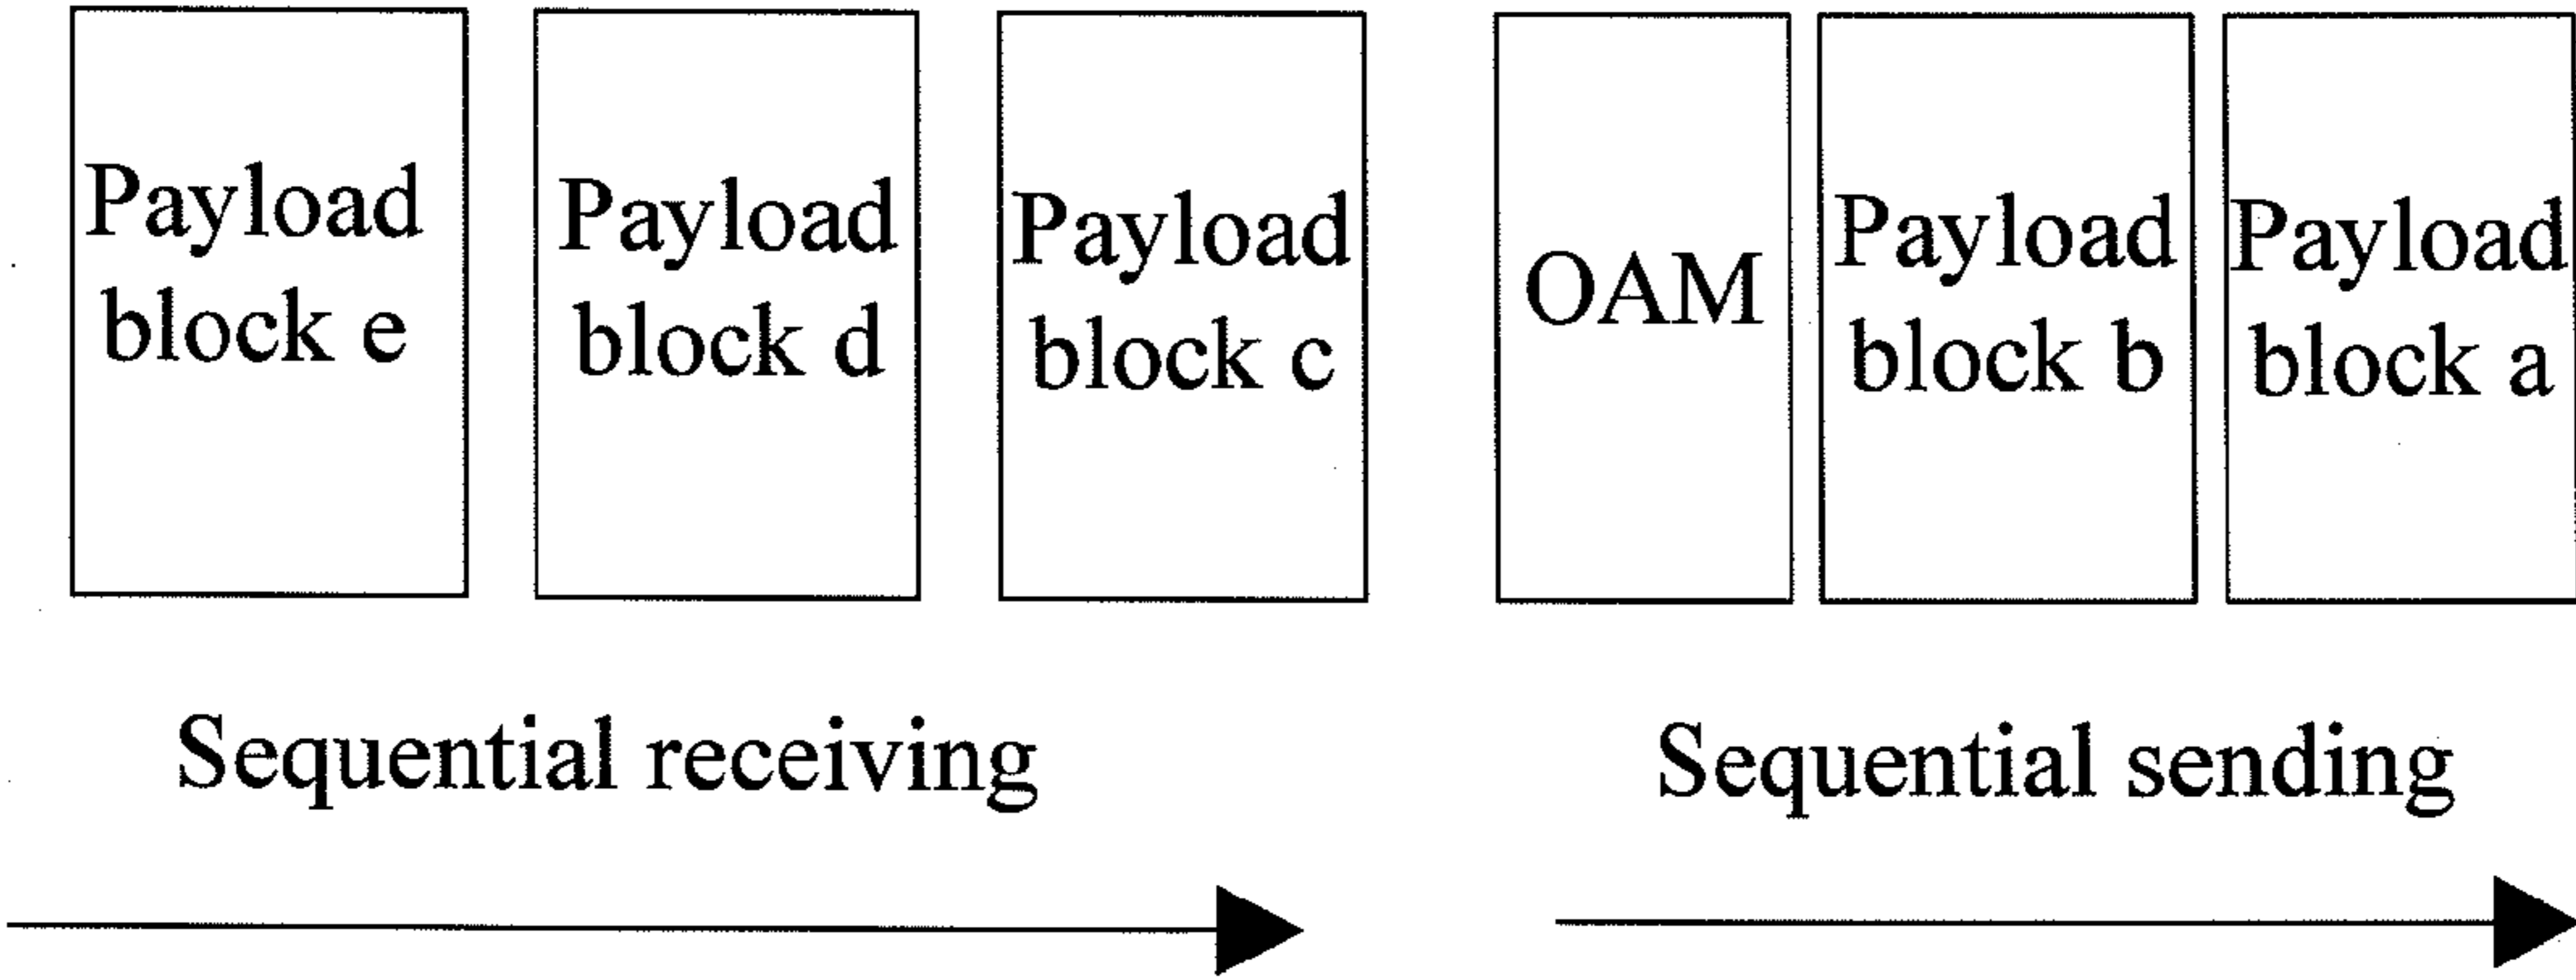 Payload
block e
Payload
block d
Payload
block c
OAM
Payload
block b
Payload
block a
Sequential receiving
Sequential sending